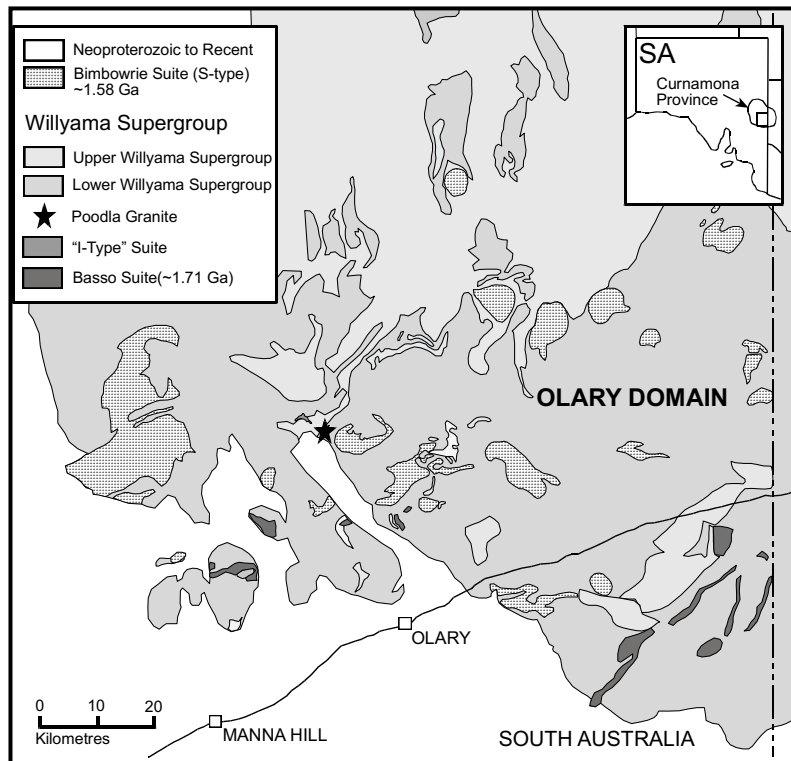 Neoproterozoic to Recent
Bimbowrie Suite (S-type)
~1.58 Ga
Willyama Supergroup
Upper Willyama Supergroup
Lower Willyama Supergroup
Poodla Granite
“I-Type” Suite
Basso Suite(~1.71 Ga)
SA
Curnamona
Province
OLARY DOMAIN
OLARY
MANNA HILL
SOUTH AUSTRALIA
0 10 20
Kilometres